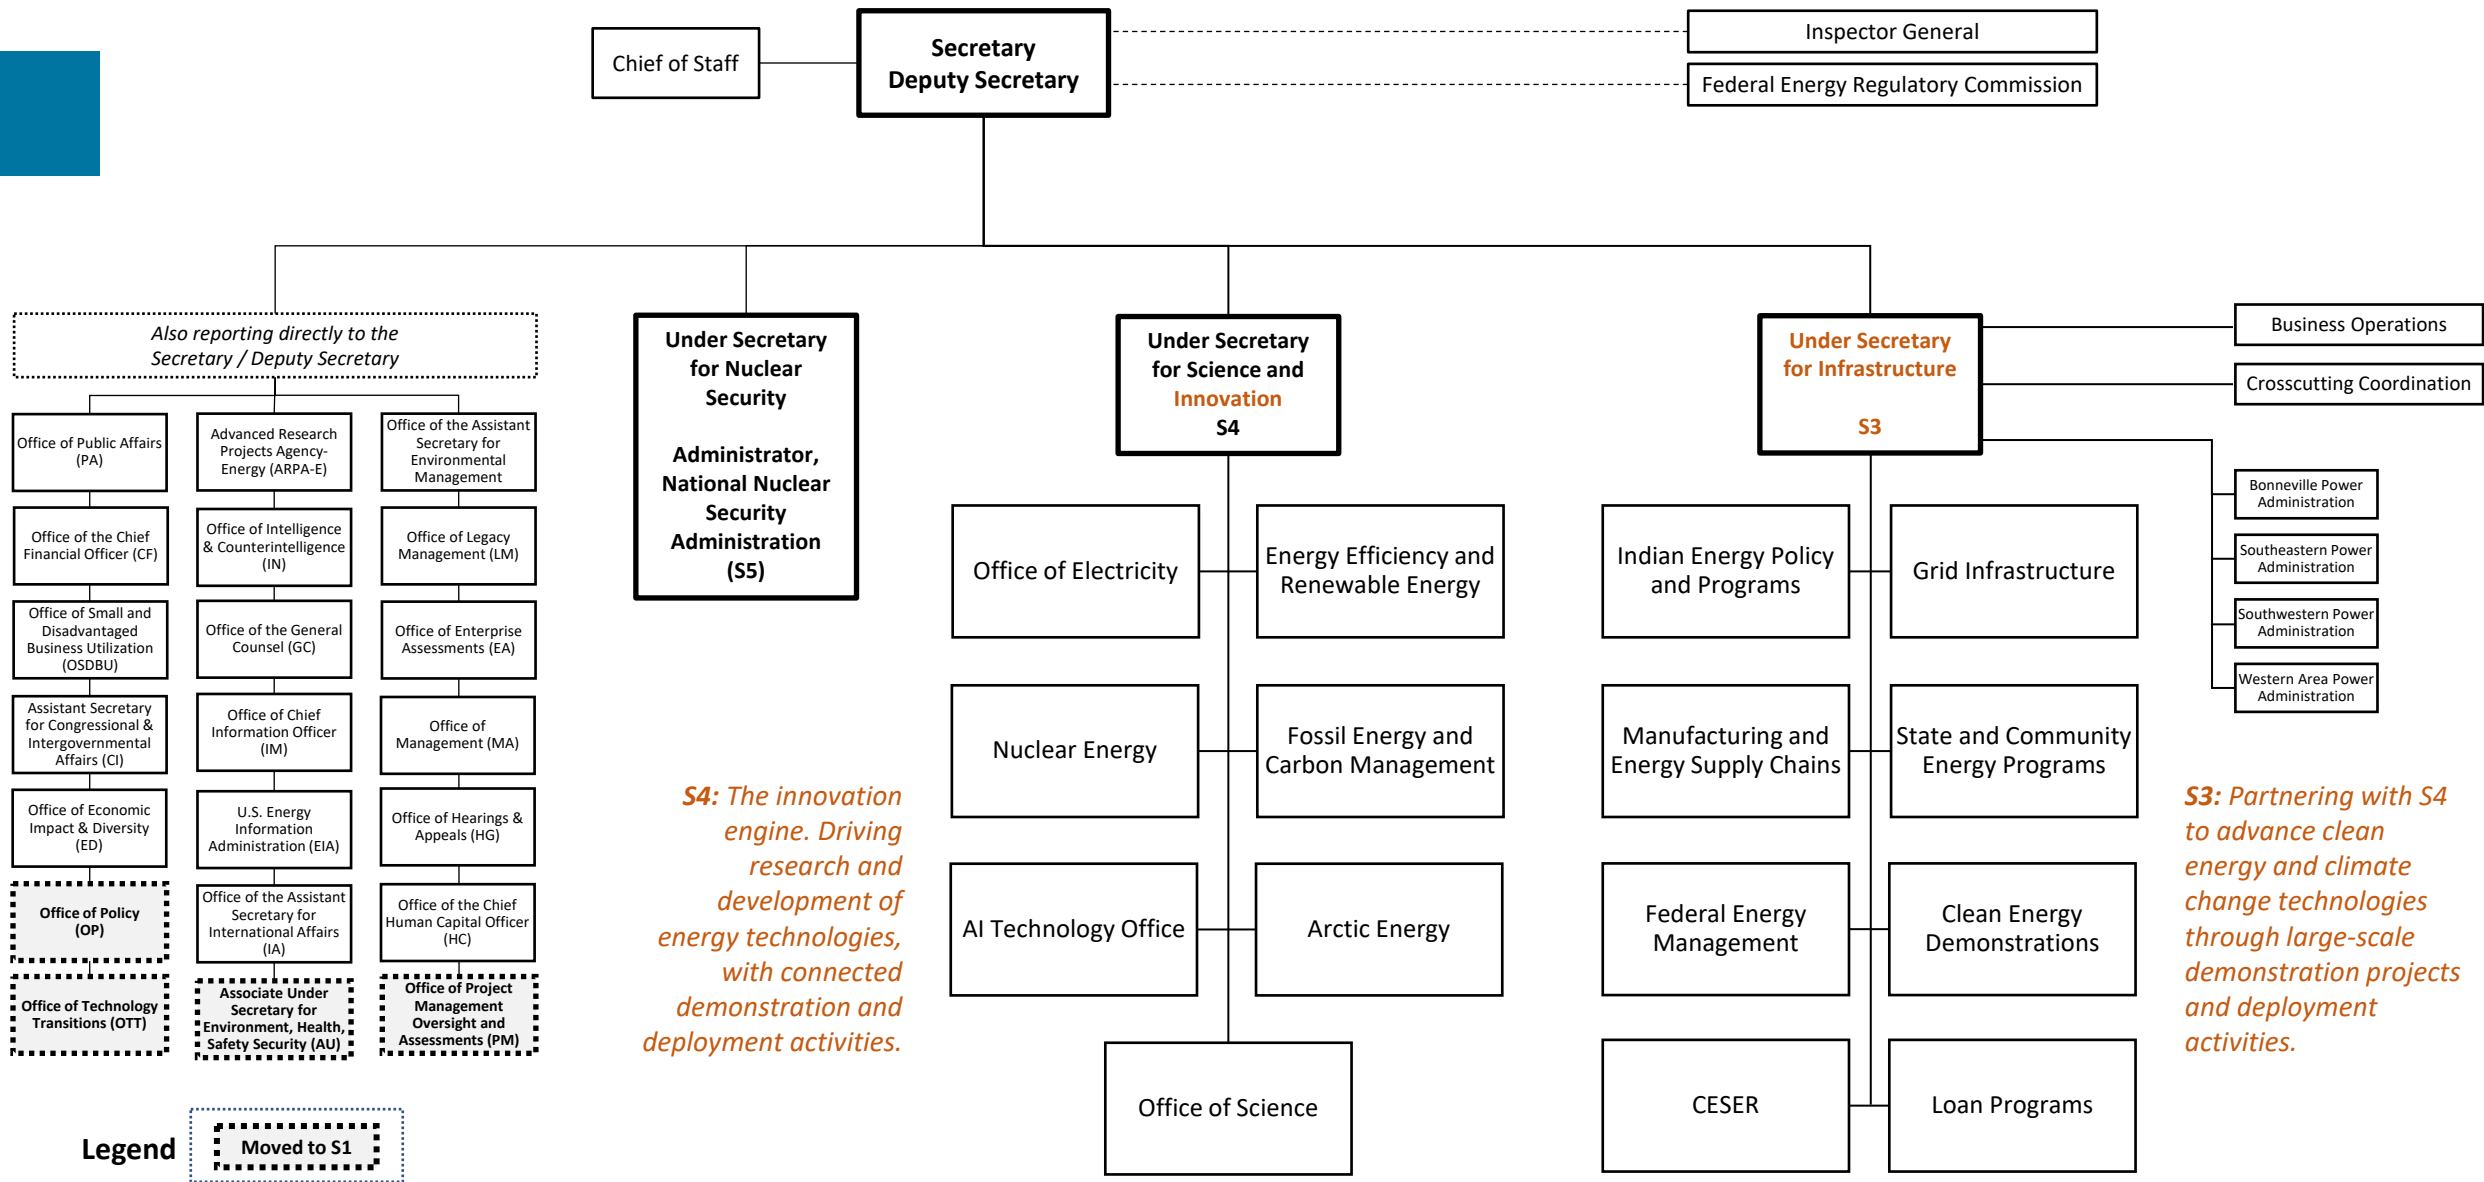 Chief of Staff
Secretary
Deputy Secretary
Inspector General
Federal Energy Regulatory Commission
Also reporting directly to the
Secretary / Deputy Secretary
Office of Public Affairs
(PA)
Office of the Chief
Financial Officer (CF)
Office of Small and
Disadvantaged
Business Utilization
(OSDBU)
Assistant Secretary
for Congressional &
Intergovernmental
Affairs (CI)
Office of Economic
Impact & Diversity
(ED)
Office of Policy
(OP)
Office of Technology
Transitions (OTT)
Advanced Research
Projects Agency-
Energy (ARPA-E)
Office of Intelligence
& Counterintelligence
(IN)
Office of the General
Counsel (GC)
Office of Chief
Information Officer
(IM)
U.S. Energy
Information
Administration (EIA)
Office of the Assistant
Secretary for
International Affairs
(IA)
Associate Under
Secretary for
Environment, Health,
Safety Security (AU)
Office of the Assistant
Secretary for
Environmental
Management
Office of Legacy
Management (LM)
Office of Enterprise
Assessments (EA)
Office of
Management (MA)
Office of Hearings &
Appeals (HG)
Office of the Chief
Human Capital Officer
(HC)
Office of Project
Management
Oversight and
Assessments (PM)
Legend
Moved to S1
Under Secretary
for Nuclear
Security
Administrator,
National Nuclear
Security
Administration
(S5)
S4: The innovation
engine. Driving
research and
development of
energy technologies,
with connected
demonstration and
deployment activities.
Under Secretary
for Science and
Innovation
S4
Office of Electricity
Energy Efficiency and
Renewable Energy
Nuclear Energy
Fossil Energy and
Carbon Management
AI Technology Office
Arctic Energy
Office of Science
Under Secretary
for Infrastructure
S3
Indian Energy Policy
and Programs
Grid Infrastructure
Manufacturing and
Energy Supply Chains
State and Community
Energy Programs
Federal Energy
Management
Clean Energy
Demonstrations
CESER
Loan Programs
Business Operations
Crosscutting Coordination
Bonneville Power
Administration
Southeastern Power
Administration
Southwestern Power
Administration
Western Area Power
Administration
S3: Partnering with S4
to advance clean
energy and climate
change technologies
through large-scale
demonstration projects
and deployment
activities.